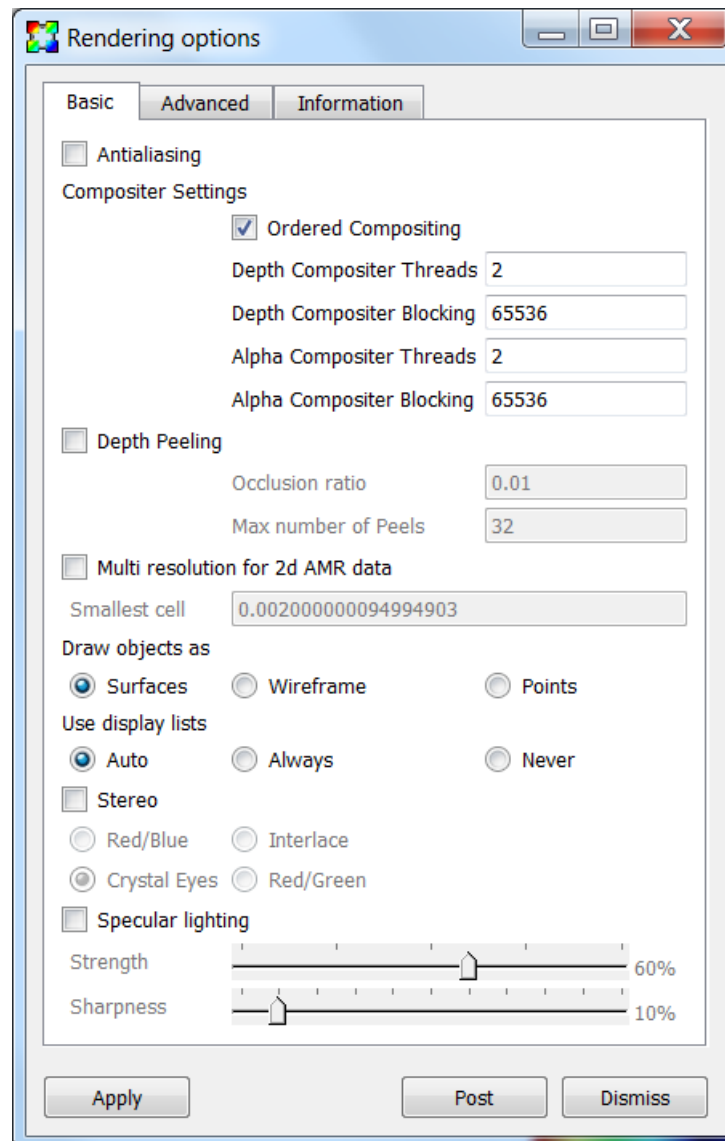 Rendering options
Basic Advanced Information
Antialiasing
Compositer Settings
Ordered Compositing
Depth Compositer Threads 2
Depth Compositer Blocking 65536
Alpha Compositer Threads 2
Alpha Compositer Blocking 65536
Depth Peeling
Occlusion ratio 0.01
Max number of Peels 32
Multi resolution for 2d AMR data
Smallest cell 0.002000000094994903
Draw objects as
Surfaces Wireframe Points
Use display lists
Auto Always Never
Stereo
Red/Blue Interlace
Crystal Eyes Red/Green
Specular lighting
Strength 60%
Sharpness 10%
Apply Post Dismiss